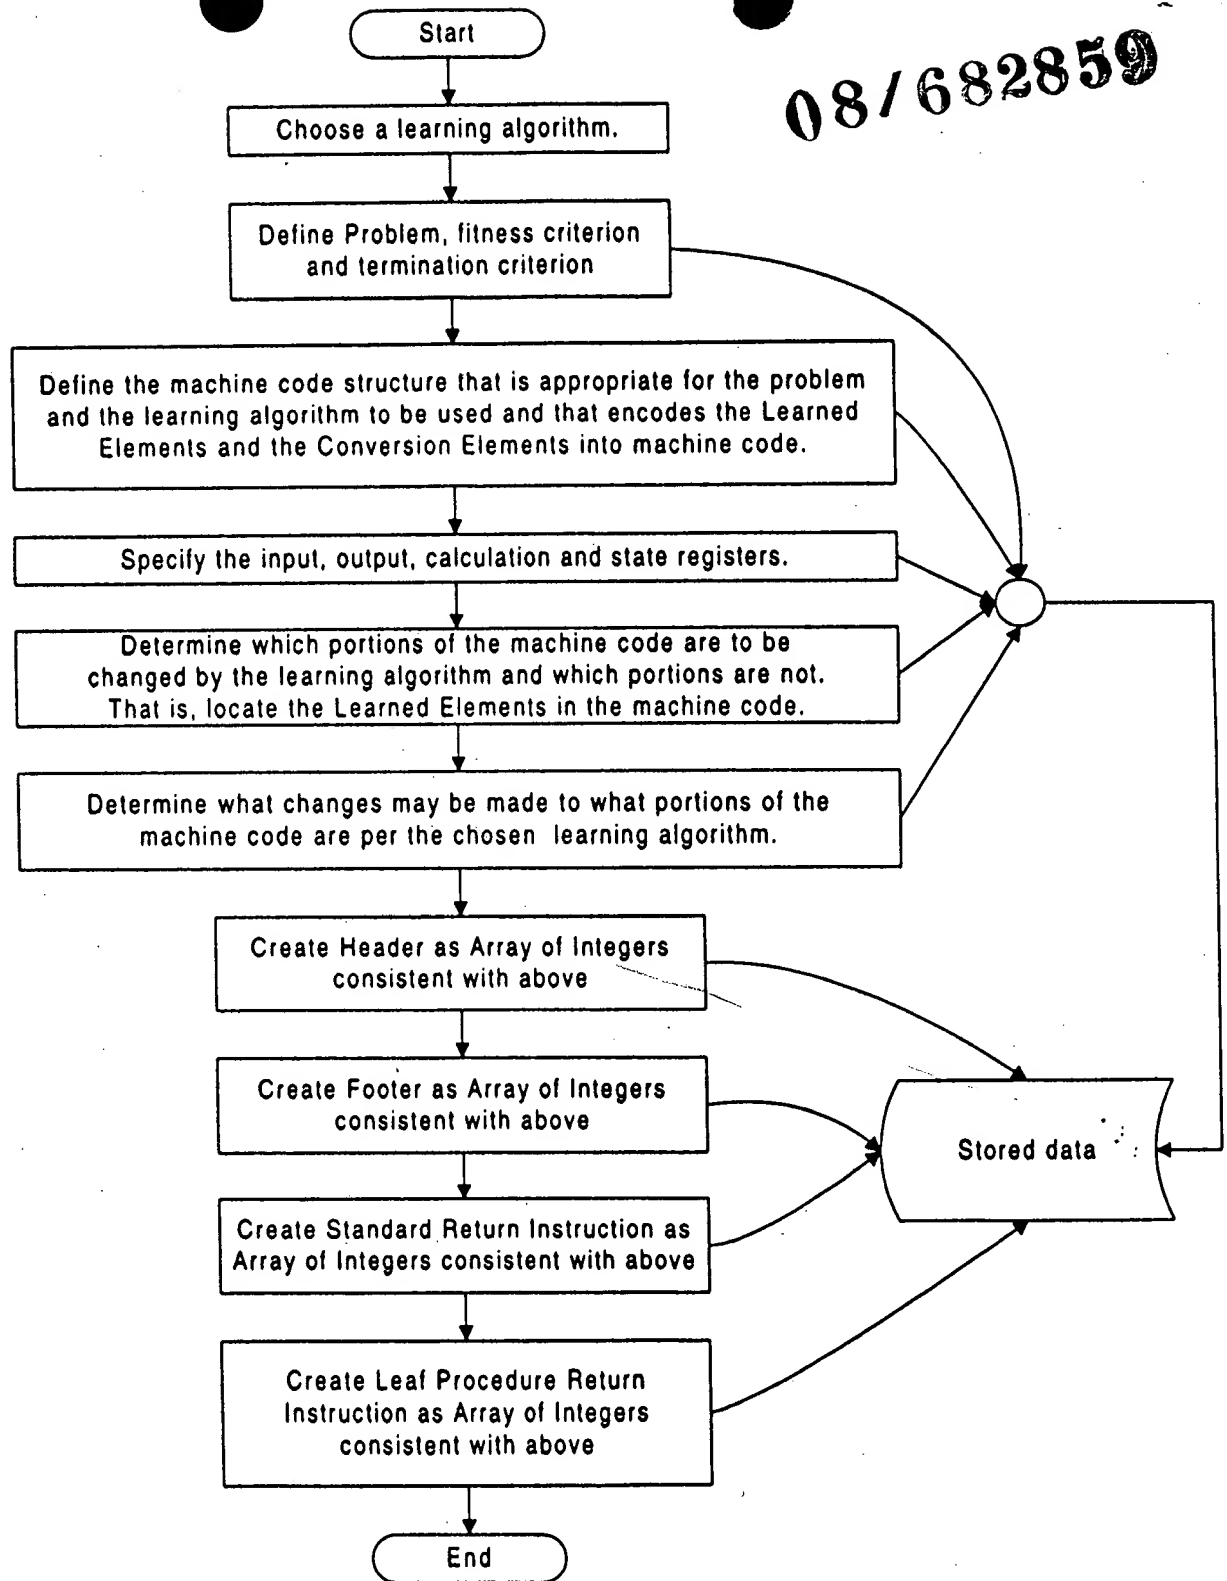 Start
08/682859
Choose a learning algorithm.
Define Problem, fitness criterion
and termination criterion
Define the machine code structure that is appropriate for the problem
and the learning algorithm to be used and that encodes the Learned
Elements and the Conversion Elements into machine code.
Specify the input, output, calculation and state registers.
Determine which portions of the machine code are to be
changed by the learning algorithm and which portions are not.
That is, locate the Learned Elements in the machine code.
Determine what changes may be made to what portions of the
machine code are per the chosen learning algorithm.
Create Header as Array of Integers
consistent with above
Create Footer as Array of Integers
consistent with above
Stored data
Create Standard Return Instruction as
Array of Integers consistent with above
Create Leaf Procedure Return
Instruction as Array of Integers
consistent with above
End